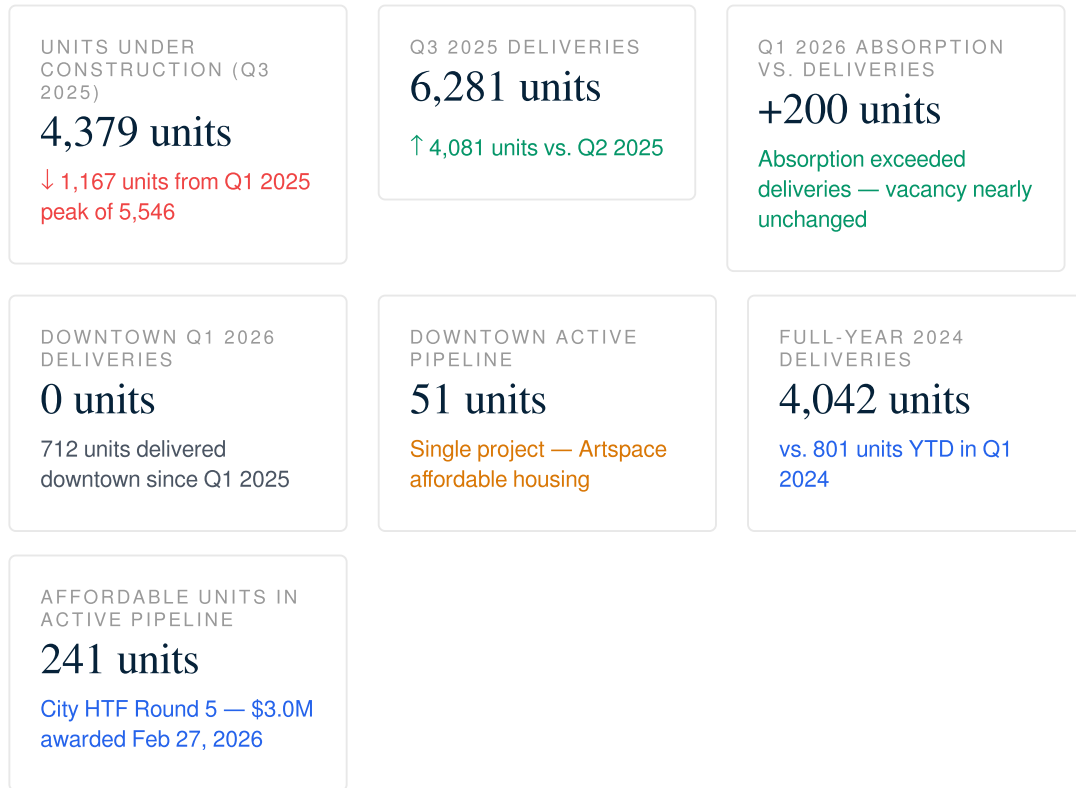 UNITS UNDER
CONSTRUCTION (Q3
2025)
4,379 units
↓ 1,167 units from Q1 2025
peak of 5,546
Q3 2025 DELIVERIES
6,281 units
↑ 4,081 units vs. Q2 2025
Q1 2026 ABSORPTION
VS. DELIVERIES
+200 units
Absorption exceeded
deliveries — vacancy nearly
unchanged
DOWNTOWN Q1 2026
DELIVERIES
0 units
712 units delivered
downtown since Q1 2025
DOWNTOWN ACTIVE
PIPELINE
51 units
Single project — Artspace
affordable housing
FULL-YEAR 2024
DELIVERIES
4,042 units
vs. 801 units YTD in Q1
2024
AFFORDABLE UNITS IN
ACTIVE PIPELINE
241 units
City HTF Round 5 — $3.0M
awarded Feb 27, 2026